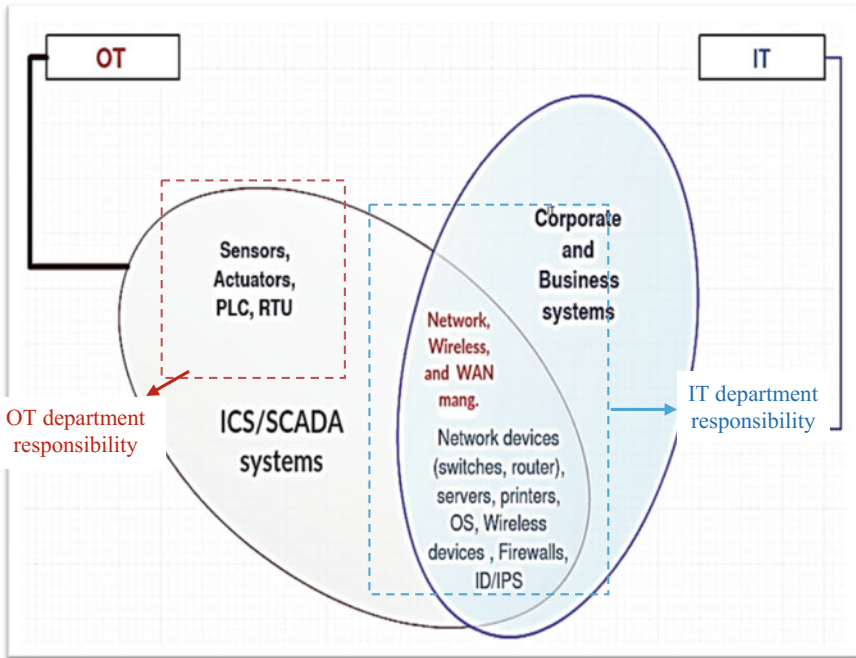 OT
IT
Sensors,
Actuators,
PLC, RTU
IT
Corporate
and
Business
systems
Network,
Wireless,
and WAN
mang.
OT department
responsibility
ICS/SCADA
systems
IT department
responsibility
Network devices
(switches, router),
servers, printers,
OS, Wireless
devices , Firewalls,
ID/IPS